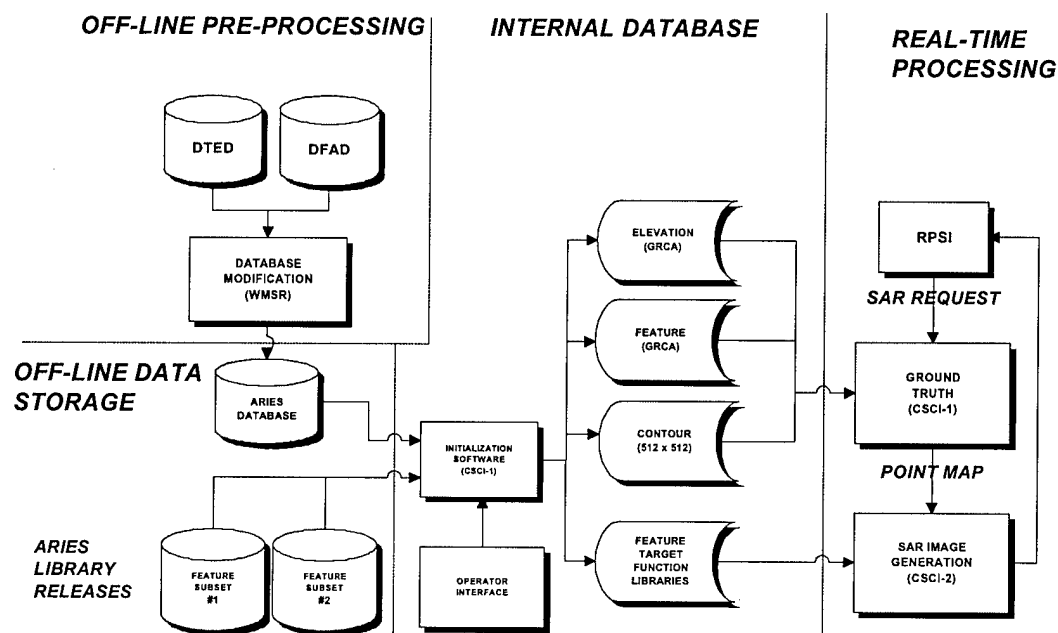 OFF-LINE PRE-PROCESSING
INTERNAL DATABASE
REAL-TIME
PROCESSING
DTED
DFAD
DATABASE
MODIFICATION
(WMSR)
OFF-LINE DATA
STORAGE
ARIES
DATABASE
ARIES
LIBRARY
RELEASES
FEATURE
SUBSET
#1
FEATURE
SUBSET
#2
INITIALIZATION
SOFTWARE
(CSCI-1)
OPERATOR
INTERFACE
ELEVATION
(GRCA)
FEATURE
(GRCA)
CONTOUR
(512 x 512)
FEATURE
TARGET
FUNCTION
LIBRARIES
RPSI
SAR REQUEST
GROUND
TRUTH
(CSCI-1)
POINT MAP
SAR IMAGE
GENERATION
(CSCI-2)